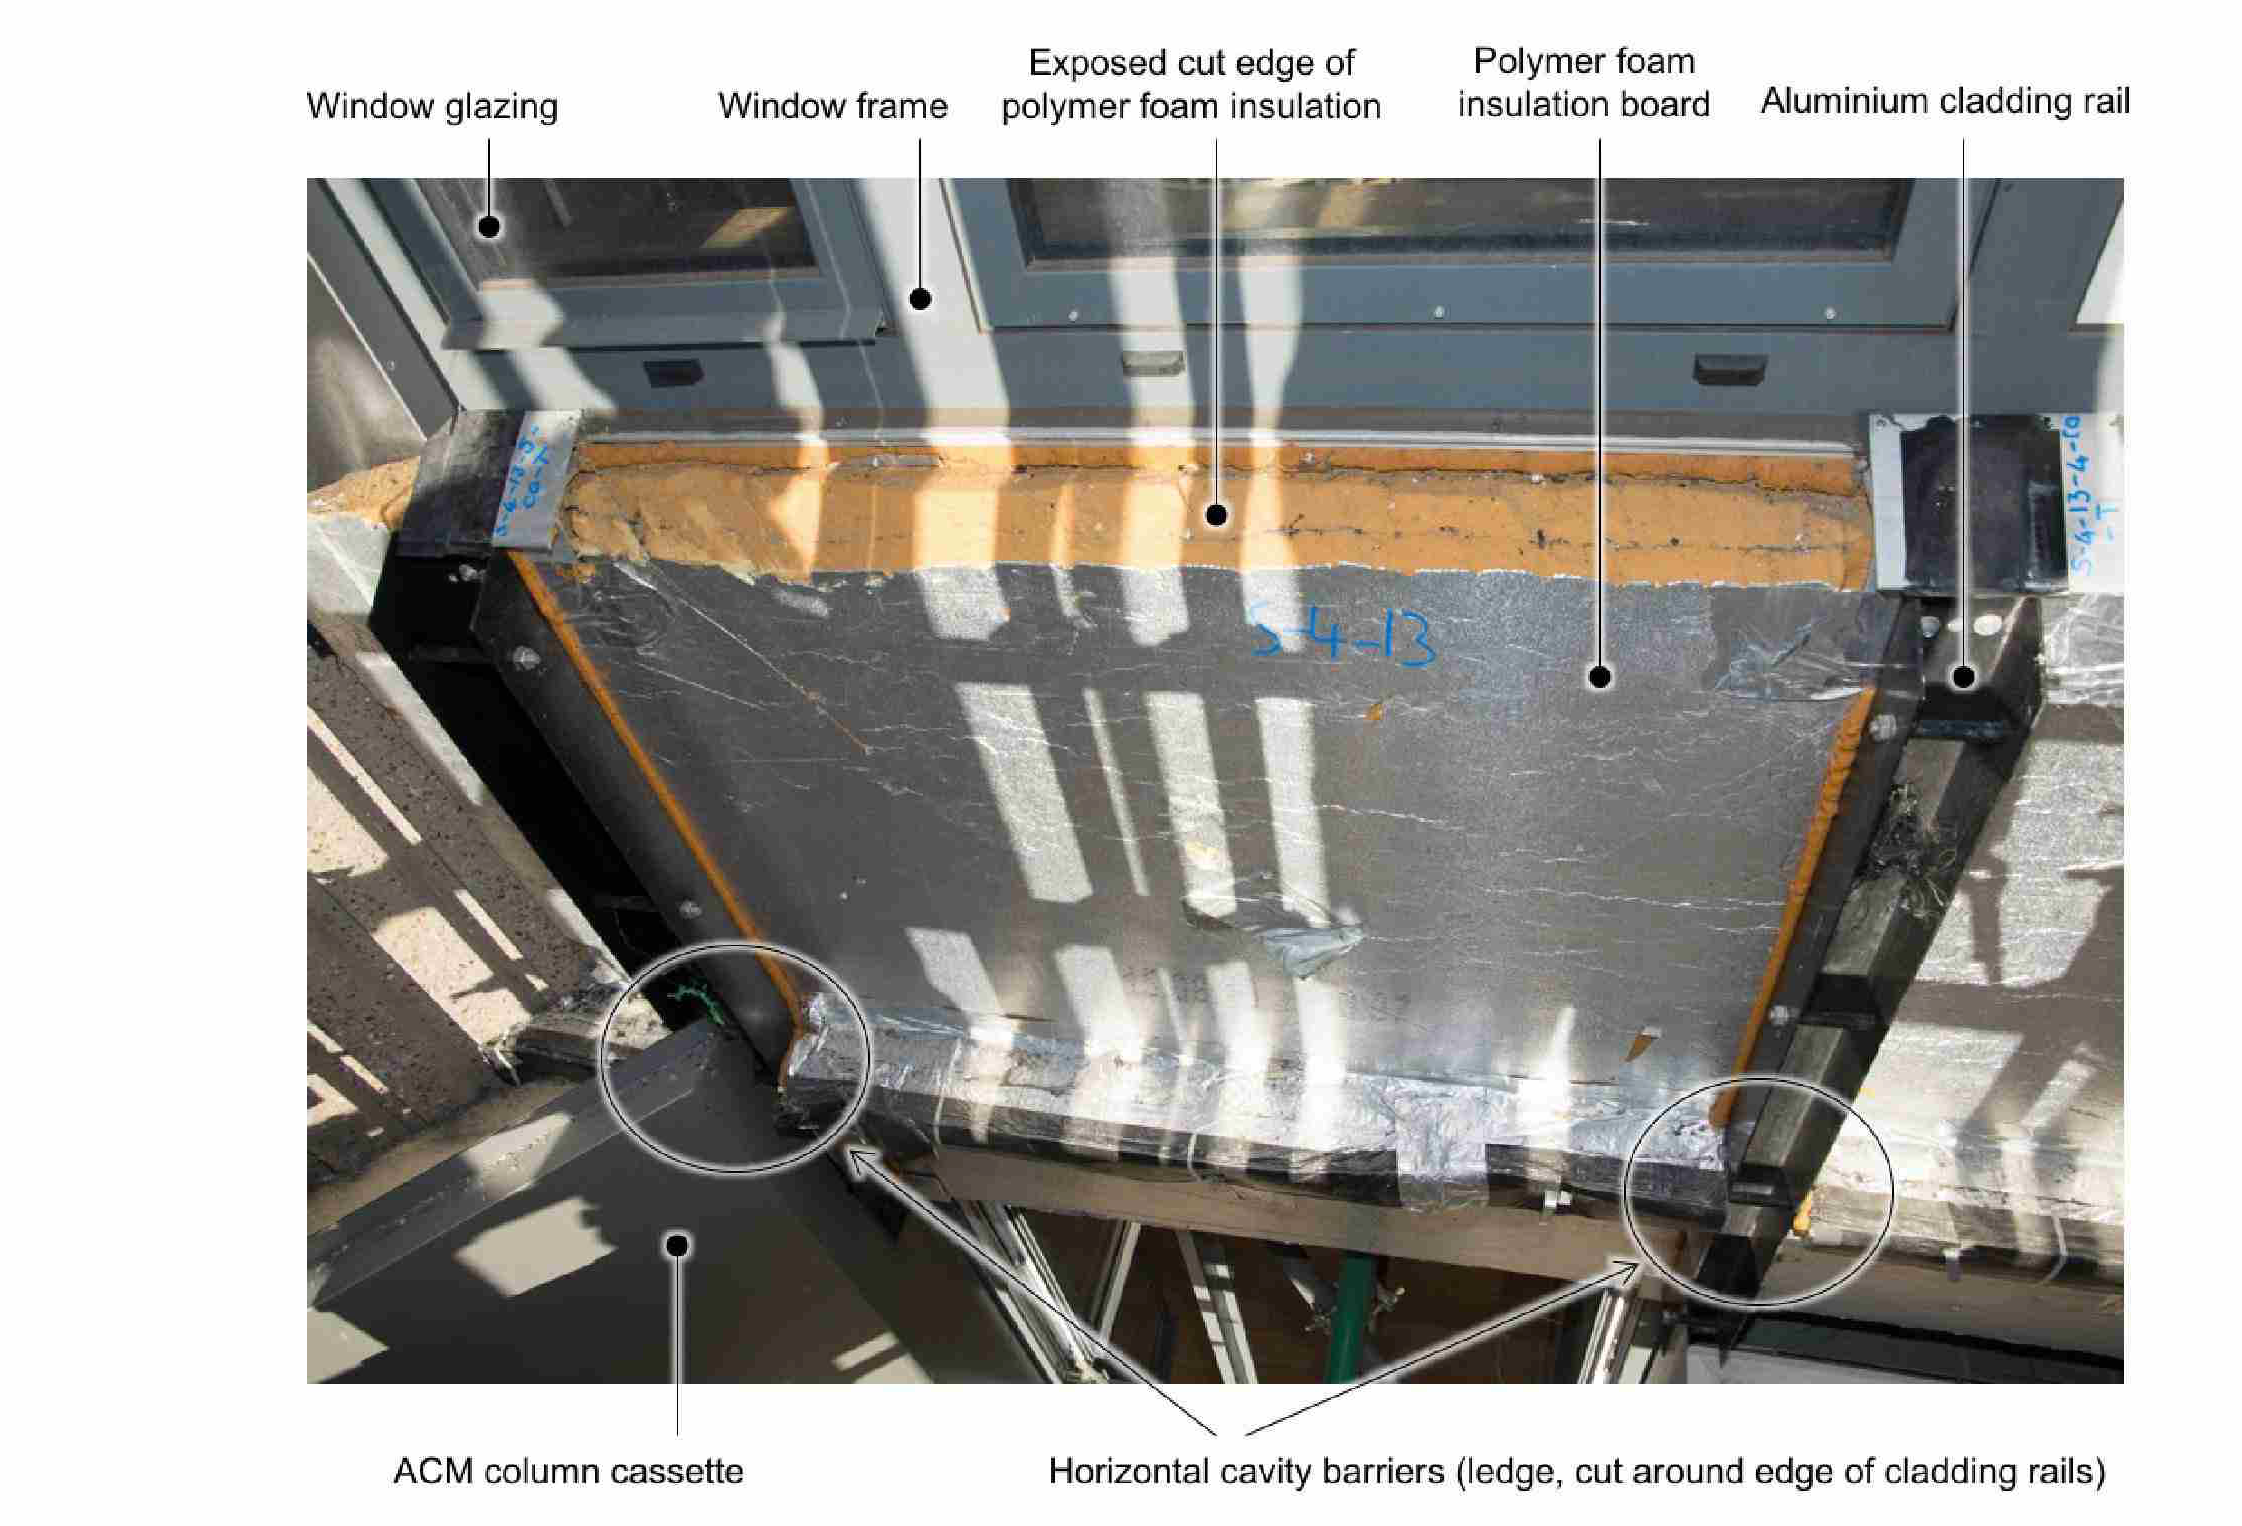 Window glazing
Window frame
Exposed cut edge of
polymer foam insulation
Polymer foam
insulation board
Aluminium cladding rail
S-4-13
ACM column cassette
Horizontal cavity barriers (ledge, cut around edge of cladding rails)